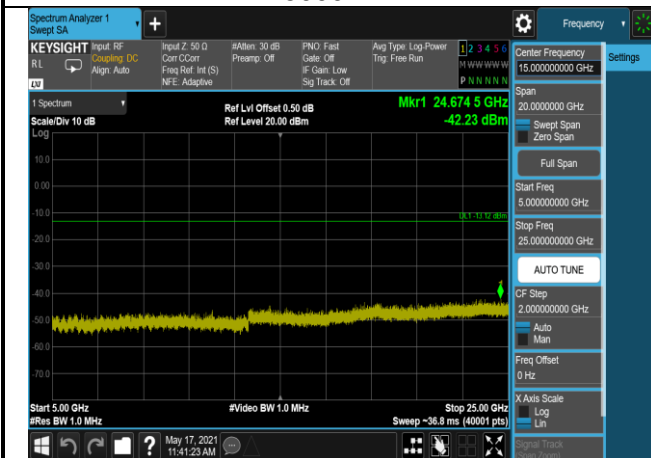 Spectrum Analyzer 1
Swept SA
+
Frequency
KEYSIGHT
RL
LXI
Input: RF
Coupling: DC
Align: Auto
Input Z: 50 Ω
Corr CCorr
Freq Ref: Int (S)
NFE: Adaptive
#Atten: 30 dB
Preamp: Off
PNO: Fast
Gate: Off
IF Gain: Low
Sig Track: Off
Avg Type: Log-Power
Trig: Free Run
1 2 3 4 5 6
M W W W W W
P N N N N N
1 Spectrum
Scale/Div 10 dB
Log
Ref Lvl Offset 0.50 dB
Ref Level 20.00 dBm
Mkr1 24.674 5 GHz
-42.23 dBm
10.0
0.00
-10.0
-20.0
-30.0
-40.0
-50.0
-60.0
-70.0
DL1 -13.12 dBm
1
Start 5.00 GHz
#Res BW 1.0 MHz
#Video BW 1.0 MHz
Stop 25.00 GHz
Sweep ~36.8 ms (40001 pts)
Center Frequency
15.000000000 GHz
Settings
Span
20.0000000 GHz
Swept Span
Zero Span
Full Span
Start Freq
5.000000000 GHz
Stop Freq
25.000000000 GHz
AUTO TUNE
CF Step
2.000000000 GHz
Auto
Man
Freq Offset
0 Hz
X Axis Scale
Log
Lin
Signal Track
(Span Zoom)
?
May 17, 2021
11:41:23 AM